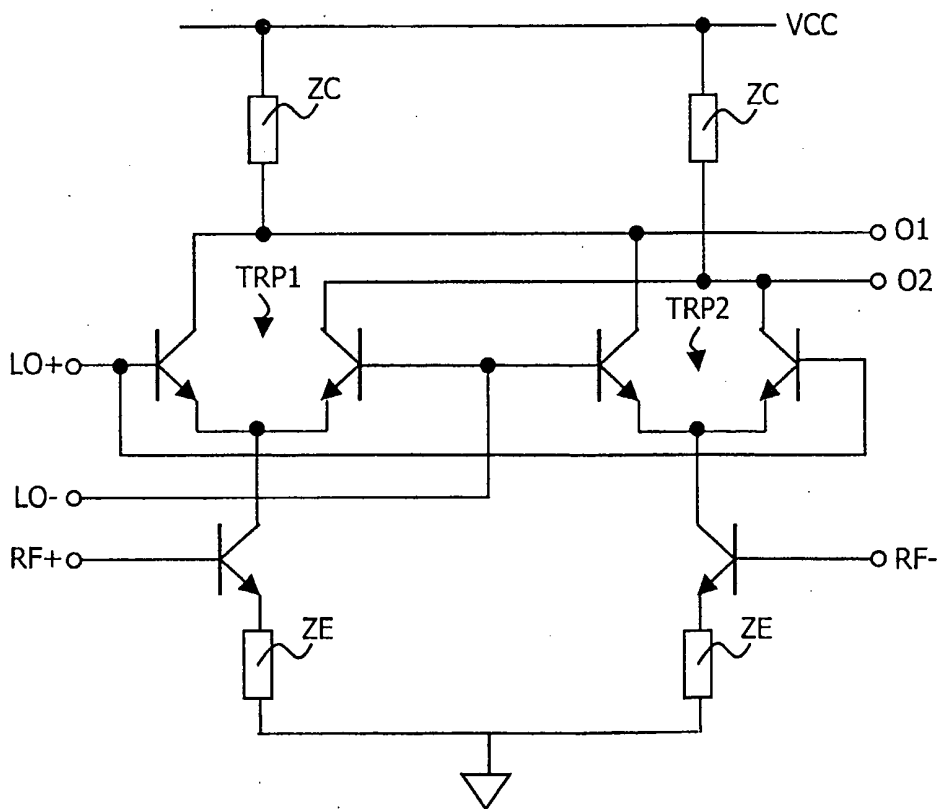 VCC
ZC
ZC
O1
O2
TRP1
TRP2
LO+
LO-
RF+
RF-
ZE
ZE